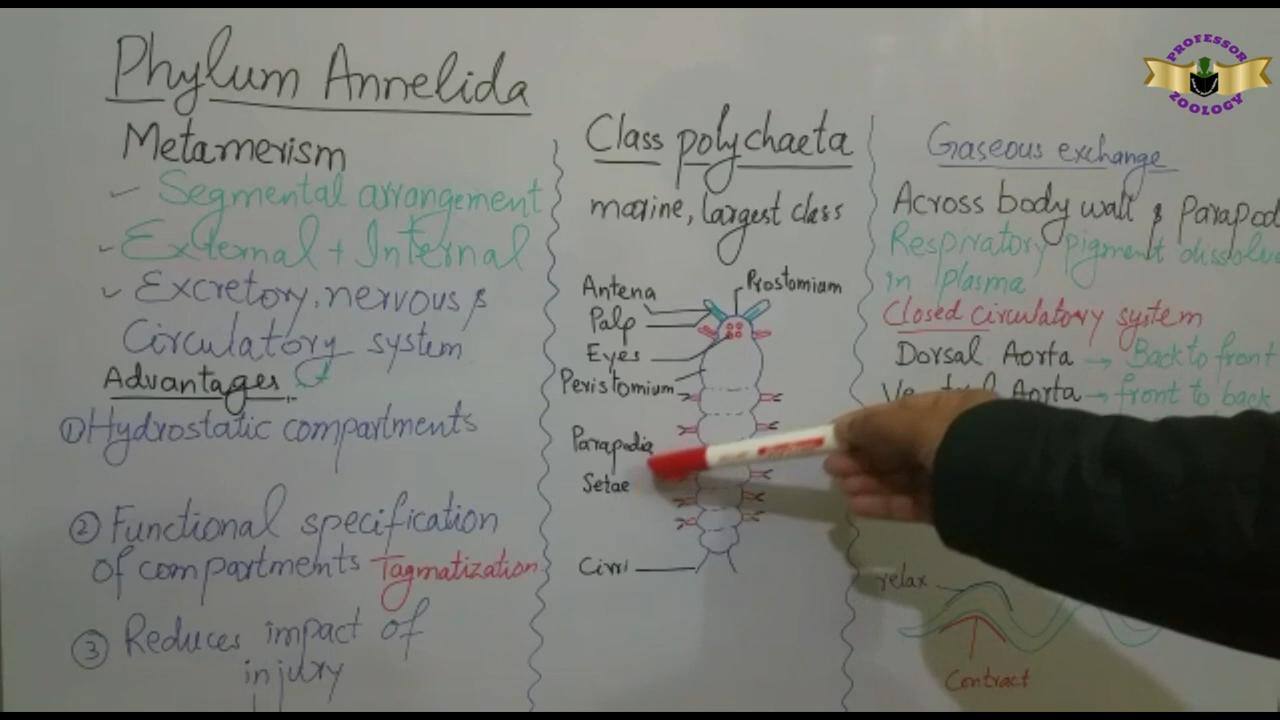 PROFESSOR
ZOOLOGY
Phylum Annelida
Metamerism
Segmental arrangement
External + Internal
Excretory, nervous &
Circulatory system
Advantages
① Hydrostatic compartments
② Functional specification
of compartments Tagmatization
③ Reduces impact of
injury
Class polychaeta
marine, largest class
Antena
Prostomium
Palp
Eyes
Peristomium
Parapodia
Setae
Cirri
Gaseous exchange
Across body wall & Parapod
Respiratory pigment dissolve
in plasma
Closed circulatory system
Dorsal Aorta → Back to front
Aorta → front to back
relax
Contract